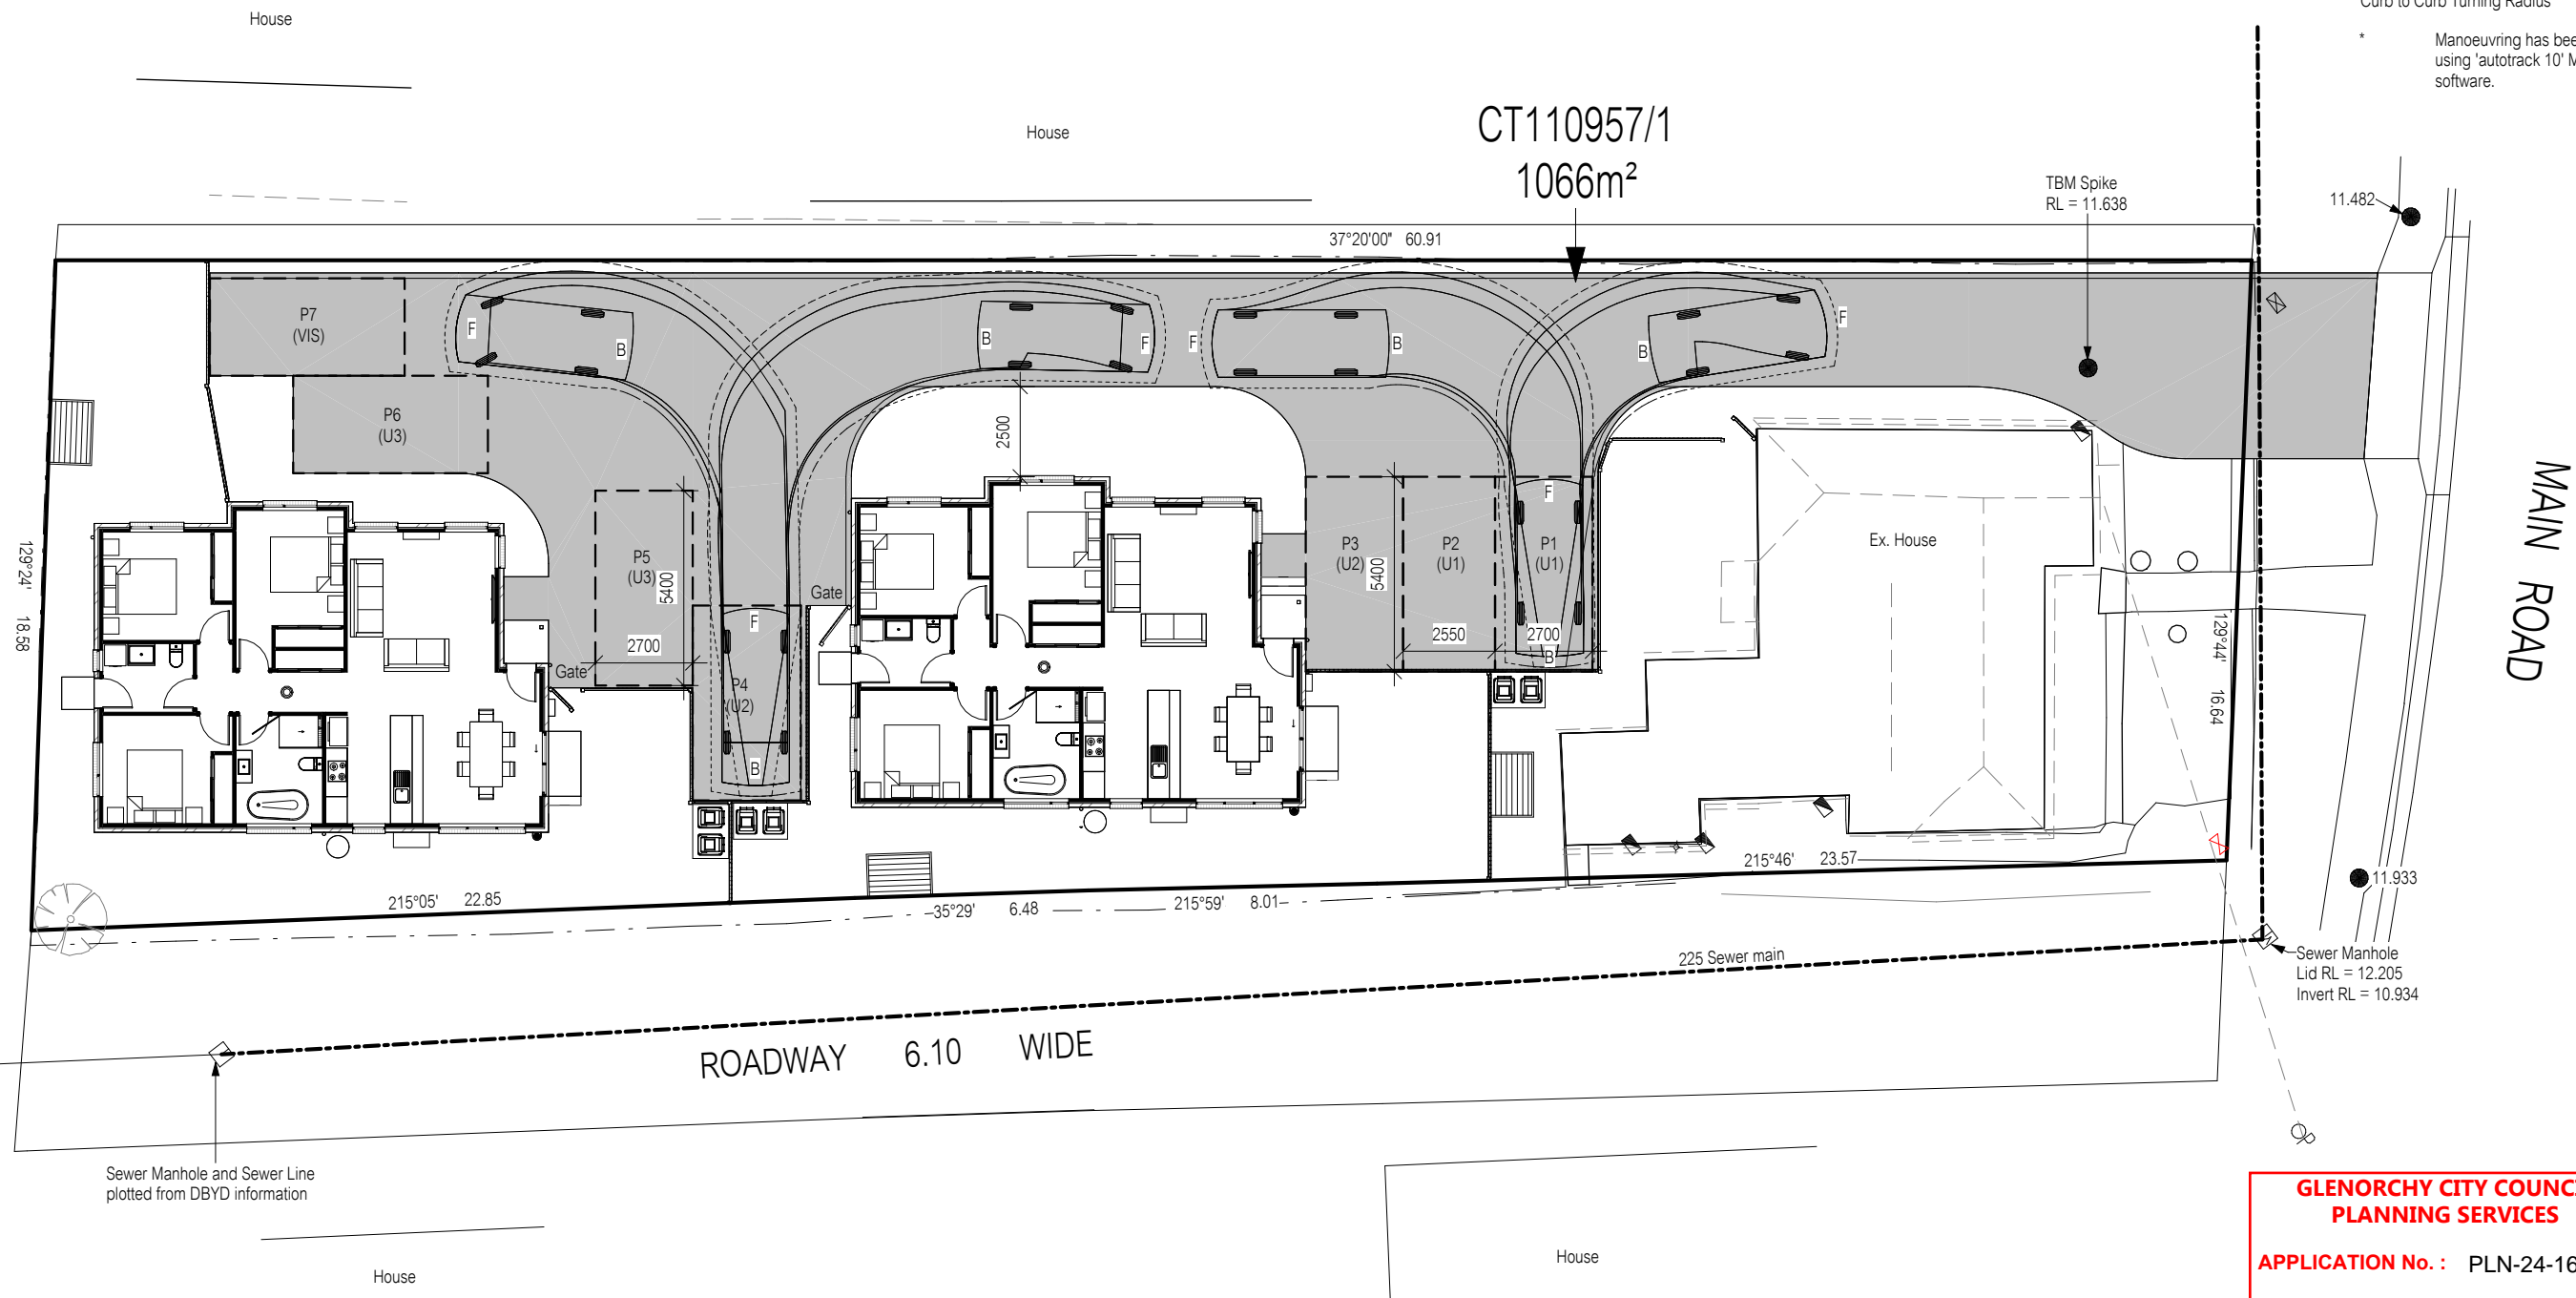 House
Curb to Curb Turning Radius
*
Manoeuvring has bee
using 'autotrack 10' M
software.
House
CT110957/1
1066m²
TBM Spike
RL = 11.638
11.482
37°20'00" 60.91
P7
(VIS)
F
B
B
F
F
B
B
F
P6
(U3)
2500
P5
(U3)
5400
2700
Gate
F
P4
(U2)
B
Gate
P3
(U2)
5400
P2
(U1)
2550
F
P1
(U1)
2700
B
Ex. House
MAIN ROAD
129°24' 18.58
129°44' 16.64
215°05' 22.85
35°29' 6.48
215°59' 8.01
215°46' 23.57
11.933
225 Sewer main
Sewer Manhole
Lid RL = 12.205
Invert RL = 10.934
ROADWAY 6.10 WIDE
Sewer Manhole and Sewer Line
plotted from DBYD information
House
House
GLENORCHY CITY COUNC
PLANNING SERVICES
APPLICATION No. : PLN-24-16